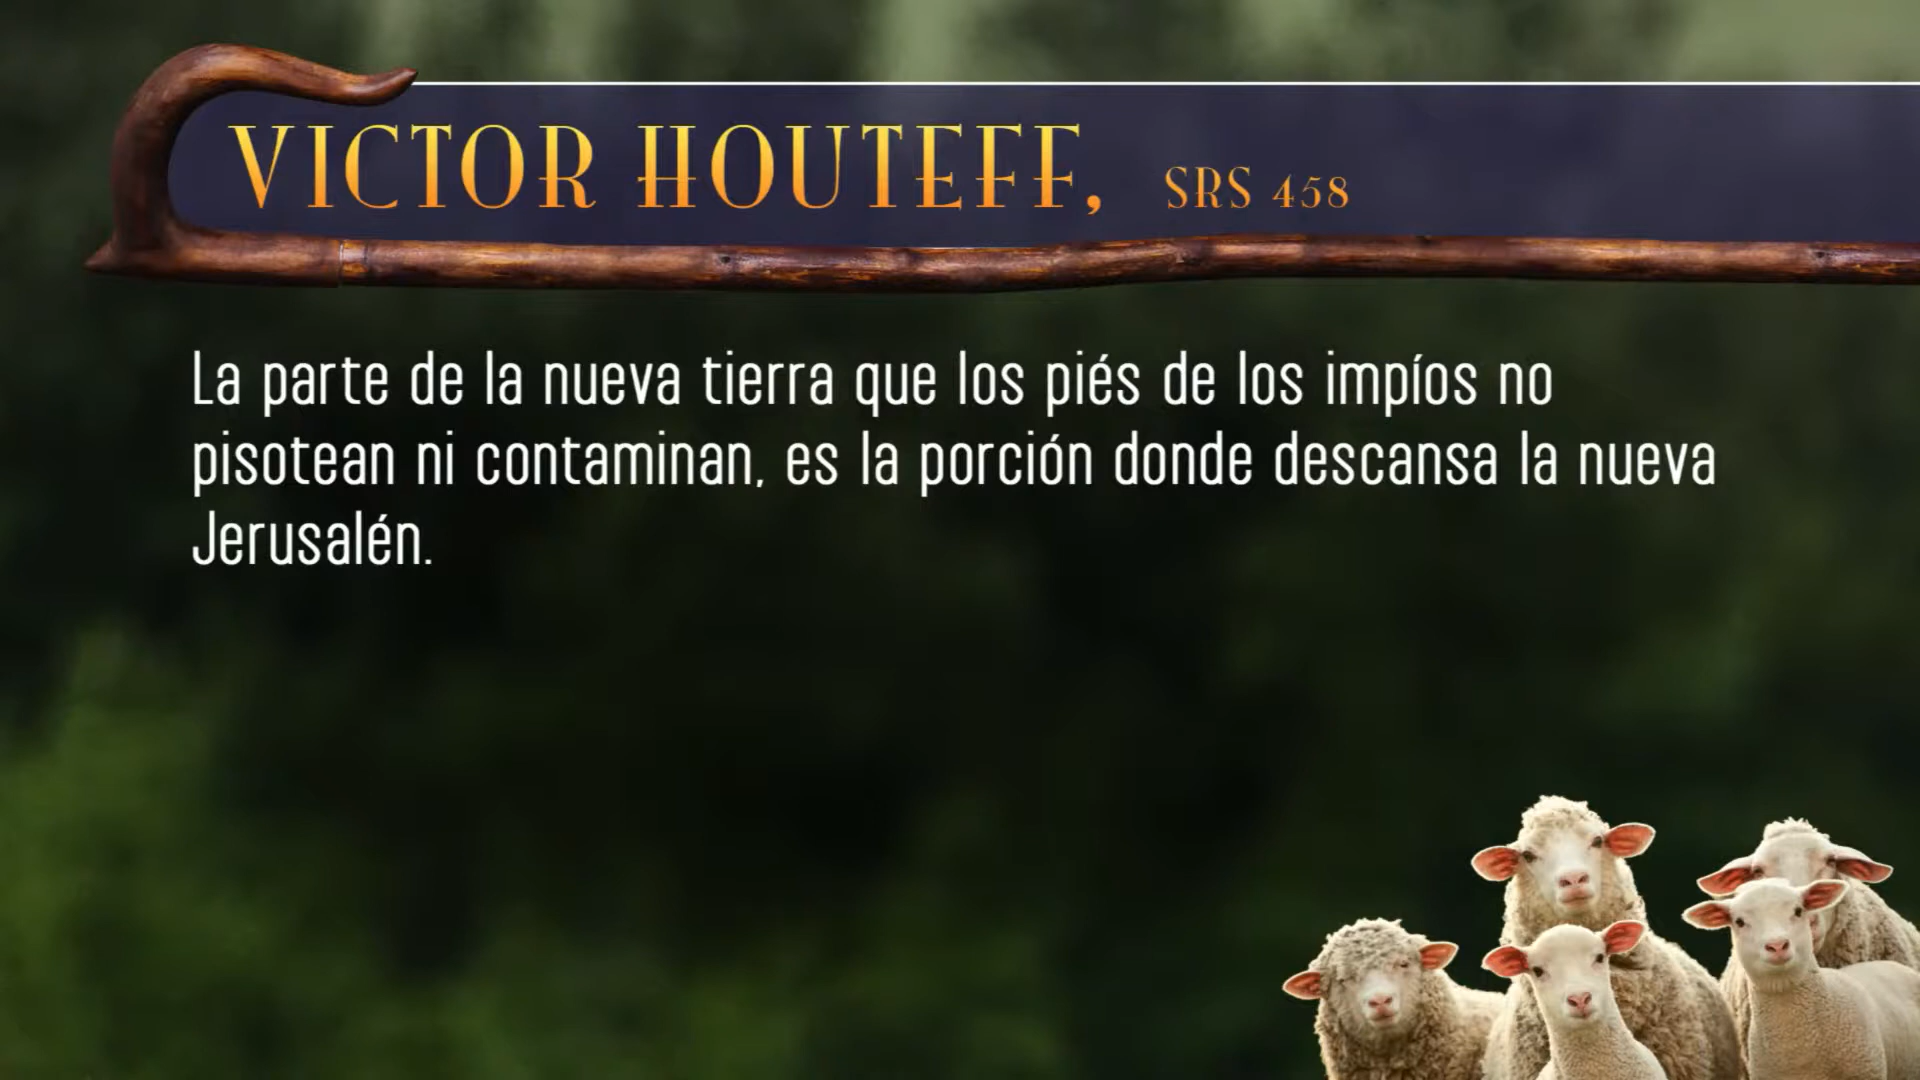 VICTOR HOUTEFF, SRS 458
La parte de la nueva tierra que los piés de los impíos no
pisotean ni contaminan, es la porción donde descansa la nueva
Jerusalén.